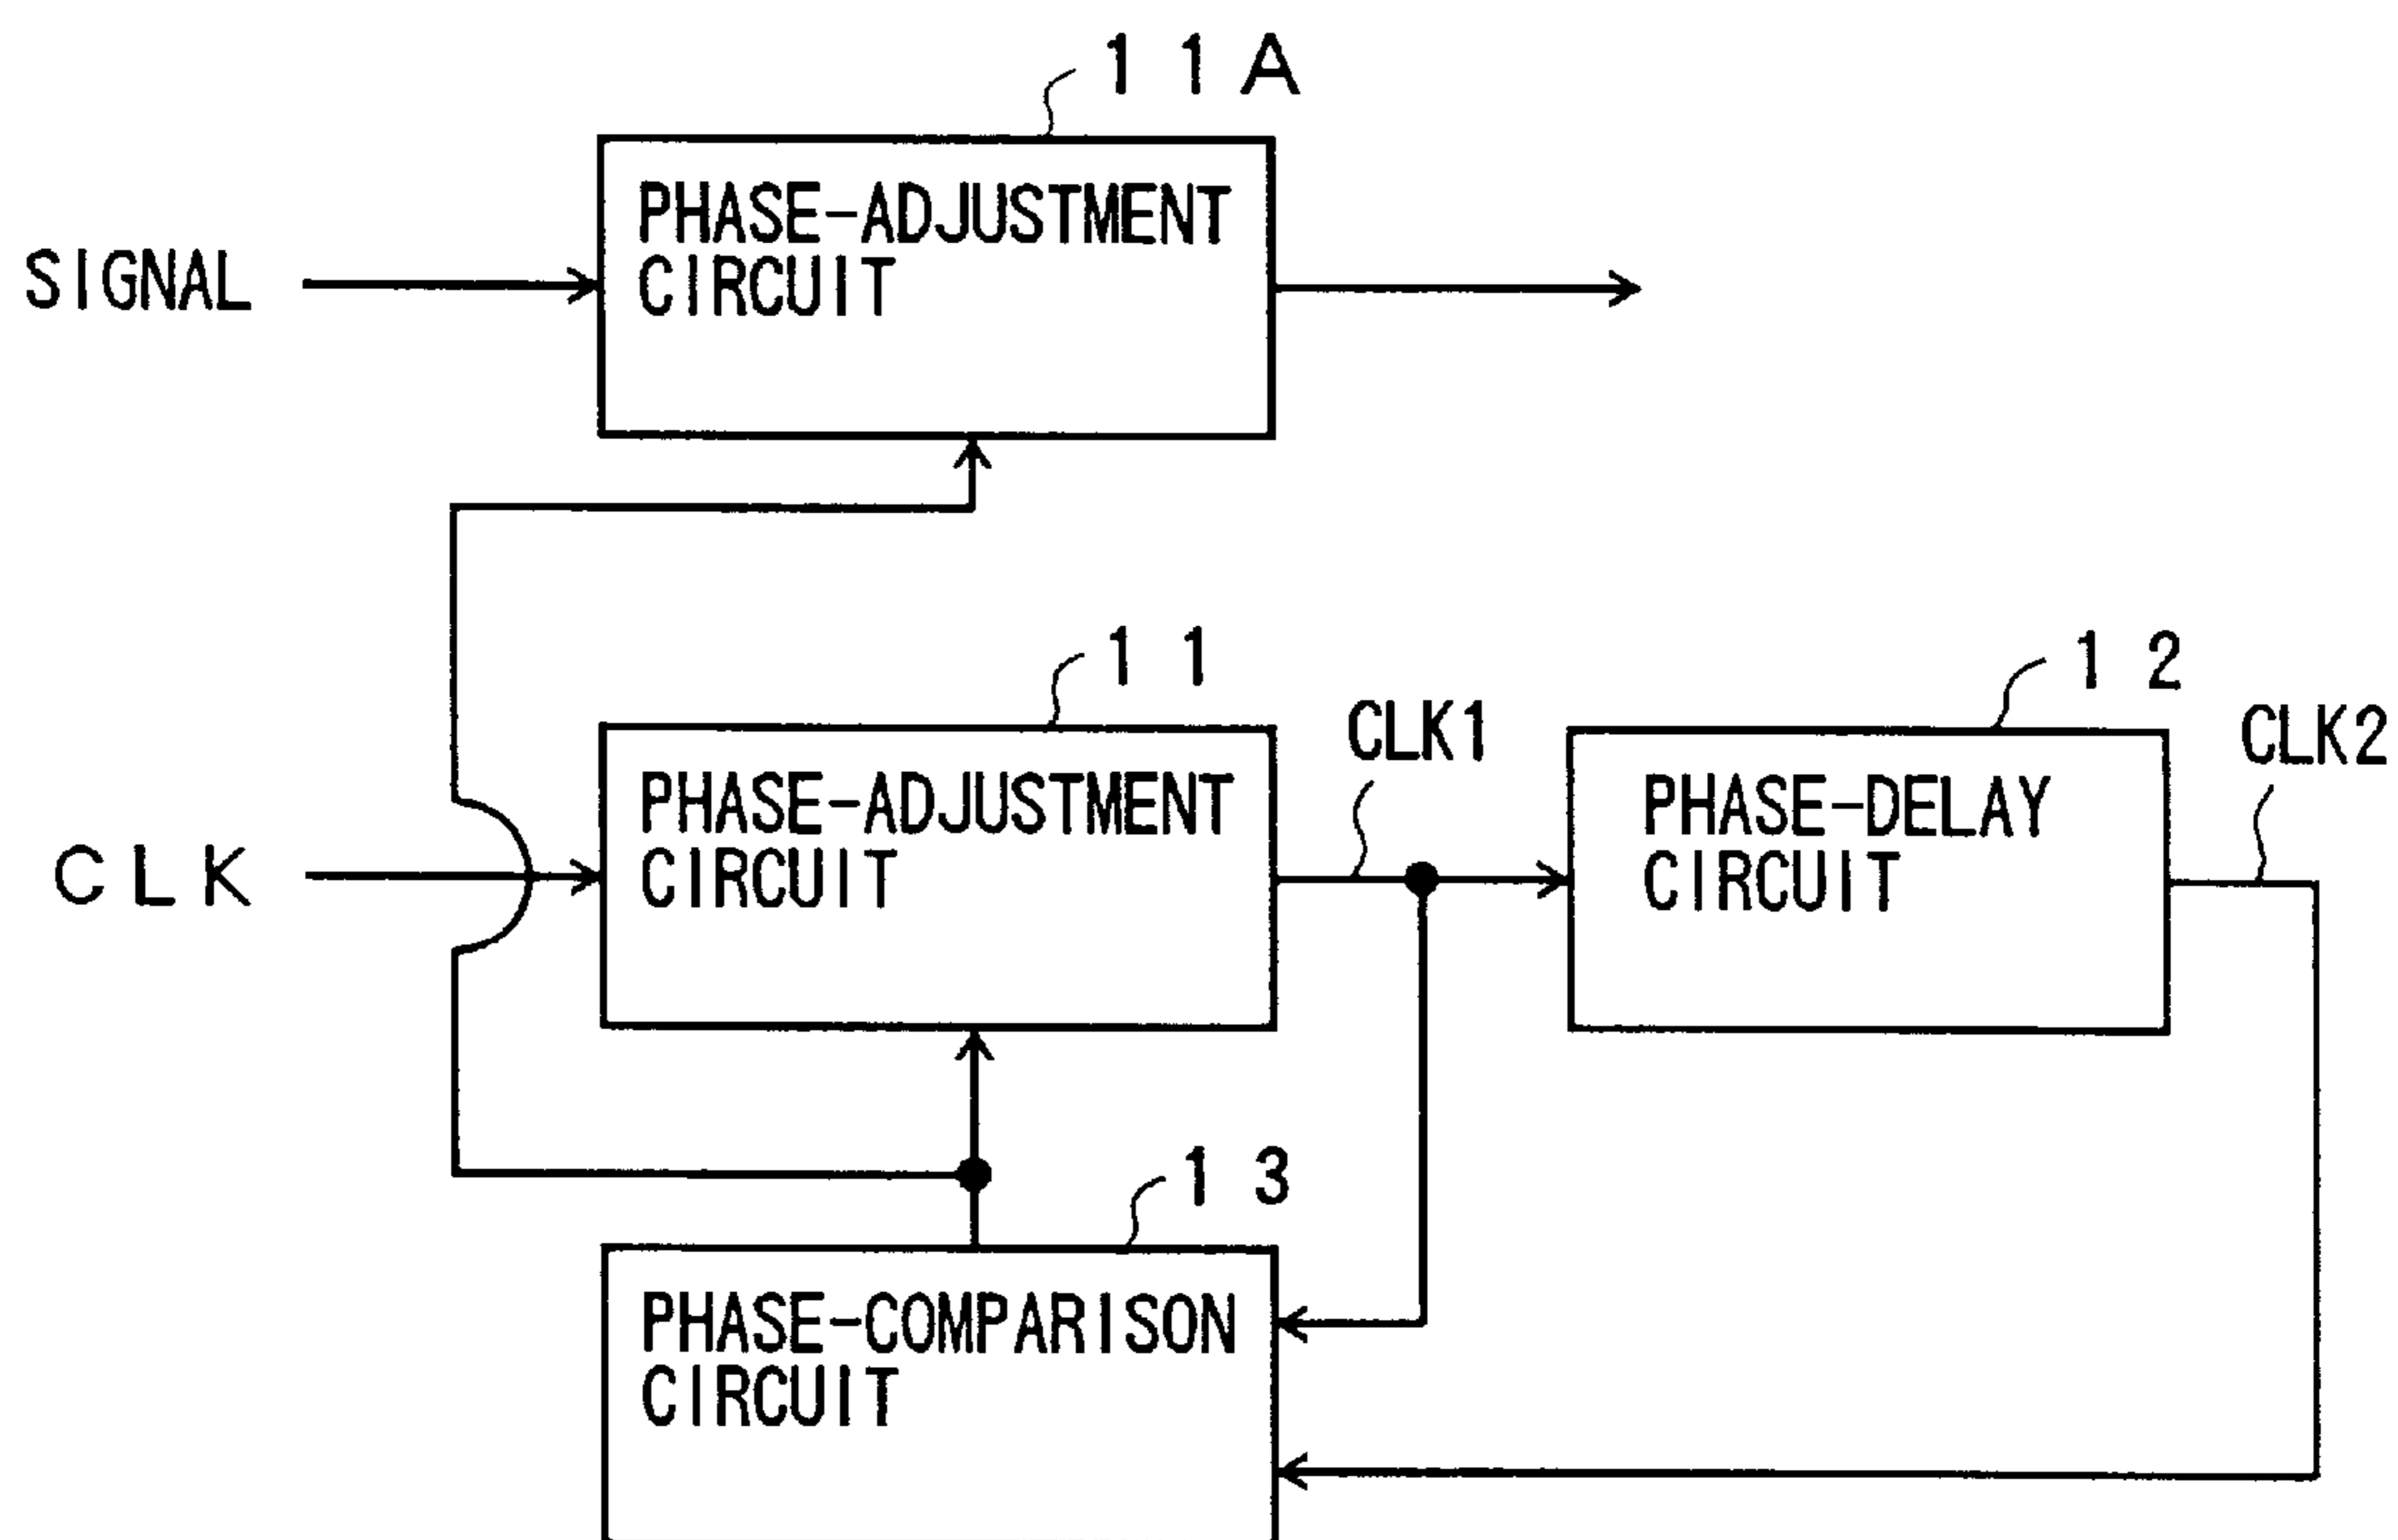 11A
PHASE-ADJUSTMENT
CIRCUIT
SIGNAL
11
12
CLK1
CLK2
PHASE-ADJUSTMENT
CIRCUIT
PHASE-DELAY
CIRCUIT
CLK
13
PHASE-COMPARISON
CIRCUIT